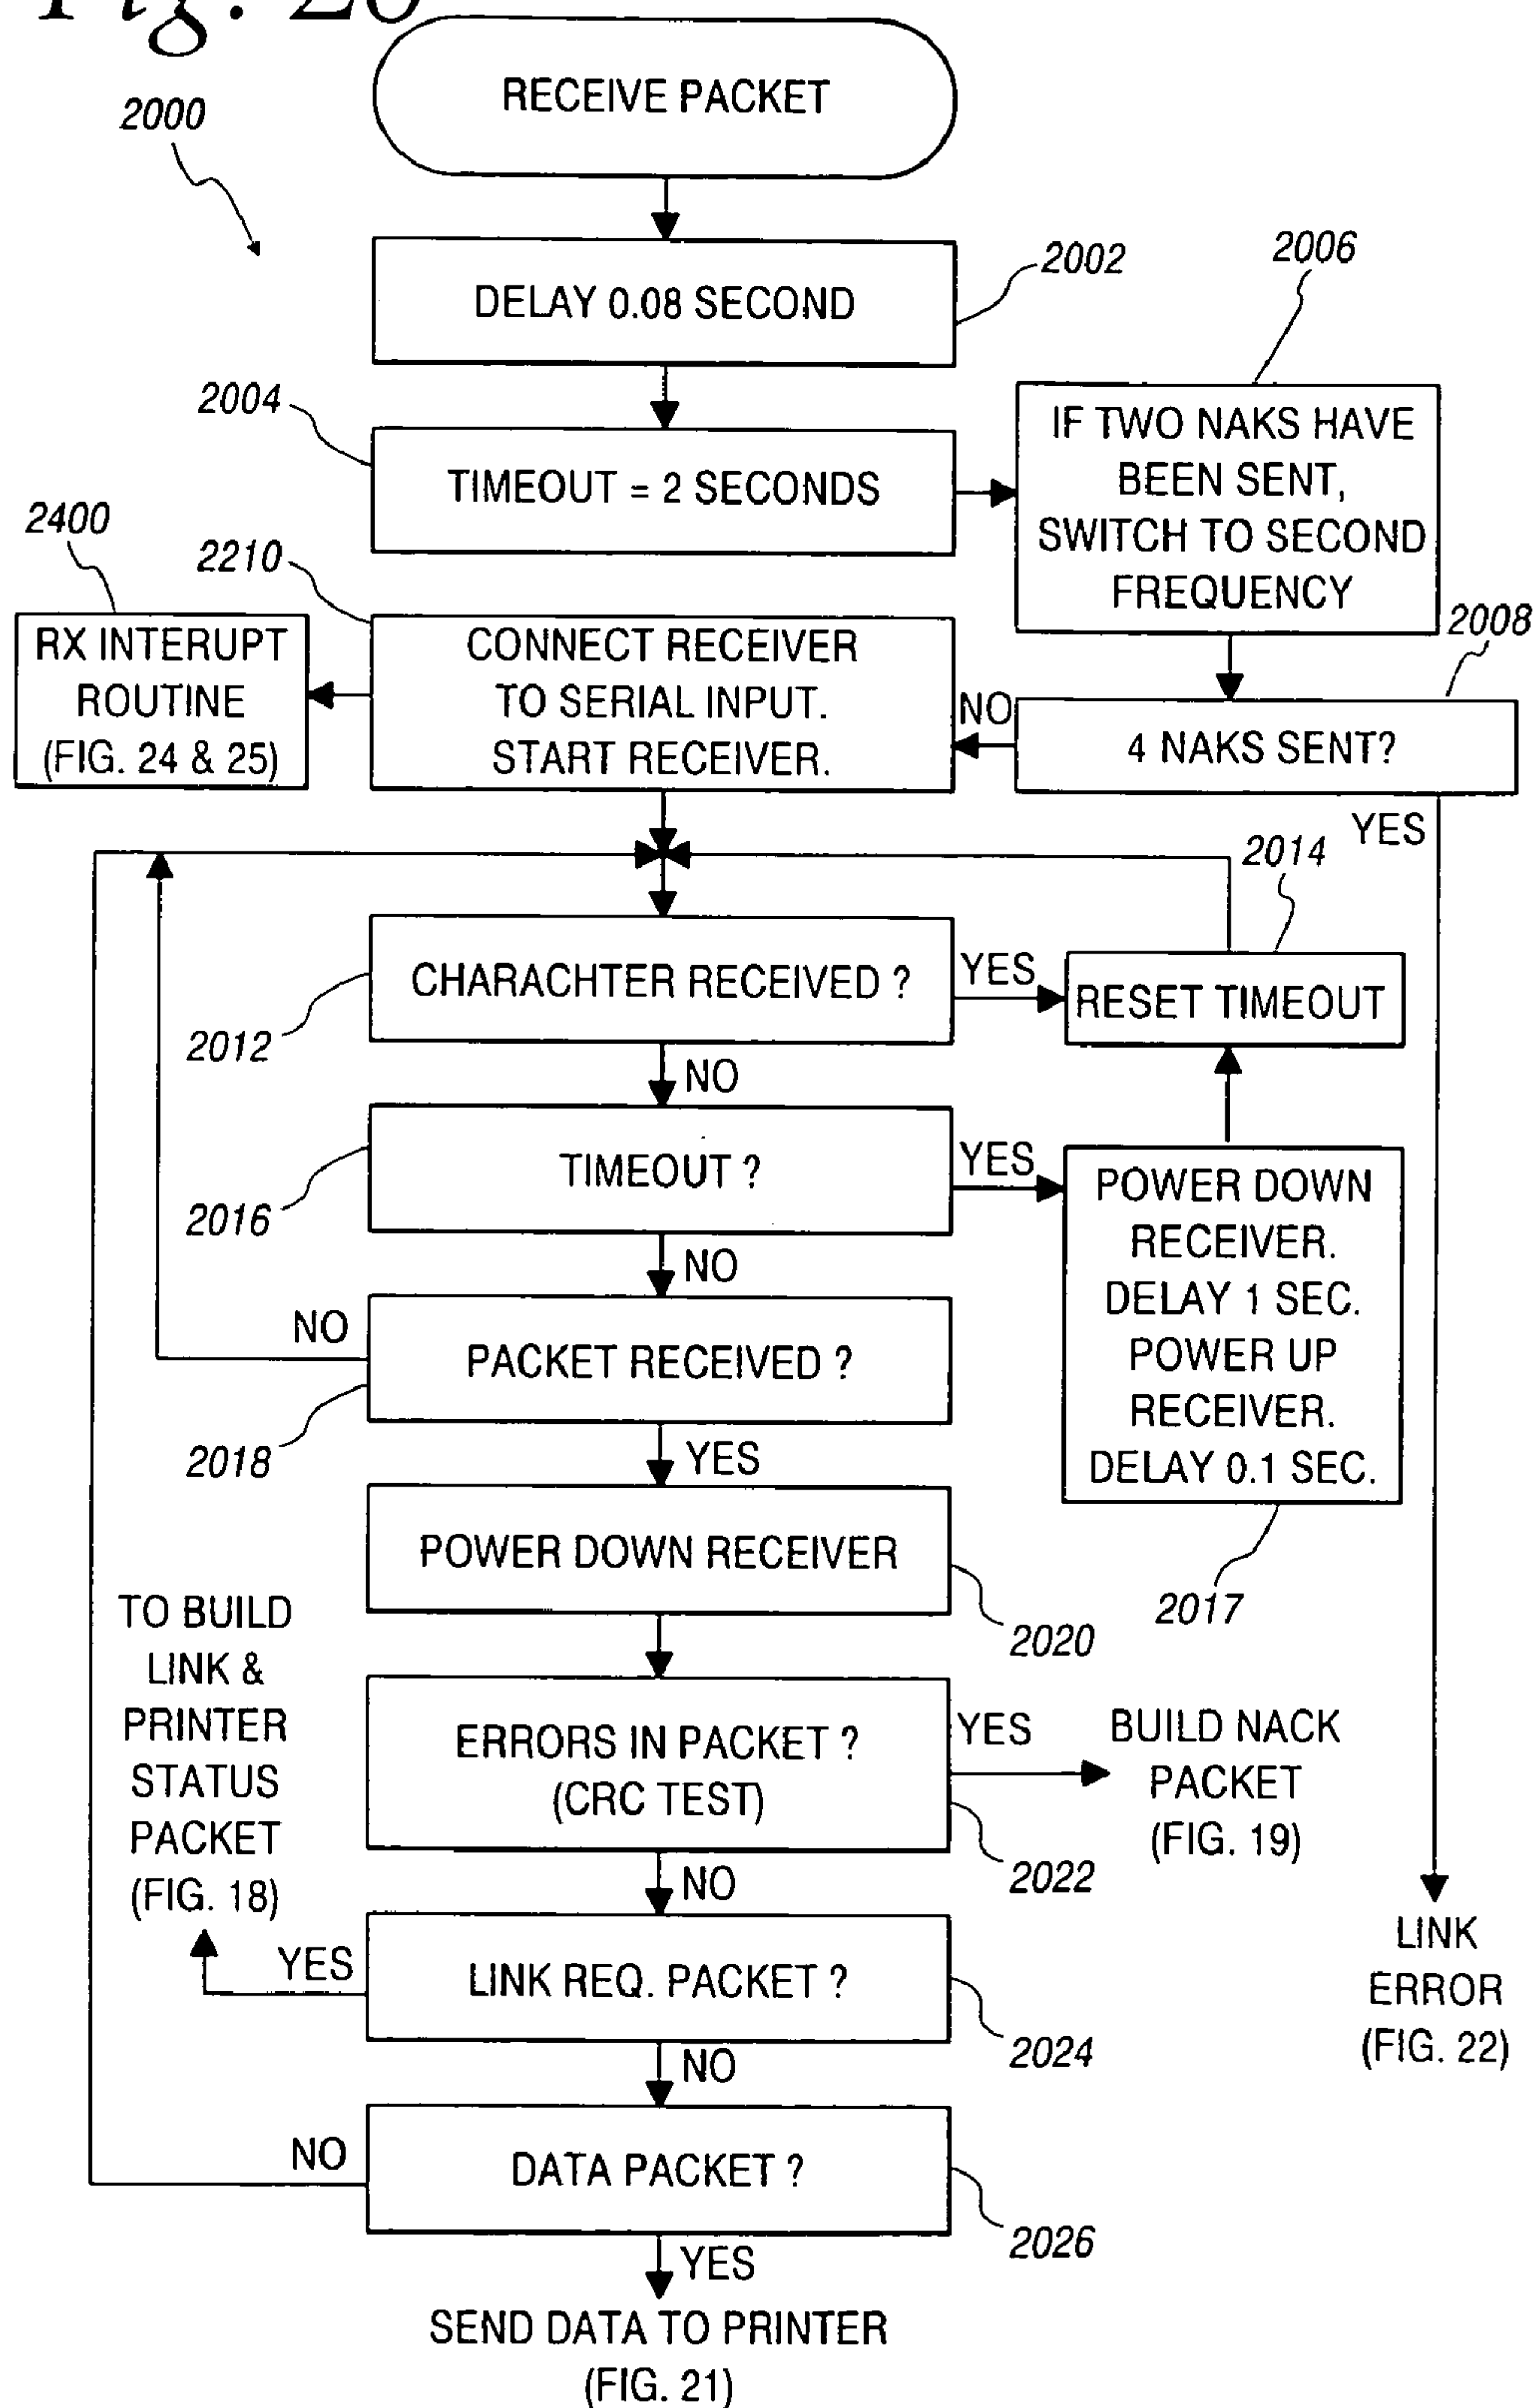 Fig. 20
RECEIVE PACKET
2000
DELAY 0.08 SECOND
2002
2006
2004
TIMEOUT = 2 SECONDS
IF TWO NAKS HAVE
BEEN SENT,
SWITCH TO SECOND
FREQUENCY
2400
2210
RX INTERUPT
ROUTINE
(FIG. 24 & 25)
CONNECT RECEIVER
TO SERIAL INPUT.
START RECEIVER.
NO
2008
4 NAKS SENT?
YES
2014
CHARACHTER RECEIVED ?
YES
RESET TIMEOUT
2012
NO
TIMEOUT ?
YES
2016
POWER DOWN
RECEIVER.
DELAY 1 SEC.
POWER UP
RECEIVER.
DELAY 0.1 SEC.
2017
NO
NO
PACKET RECEIVED ?
2018
YES
POWER DOWN RECEIVER
2020
TO BUILD
LINK &
PRINTER
STATUS
PACKET
(FIG. 18)
ERRORS IN PACKET ?
(CRC TEST)
YES
BUILD NACK
PACKET
(FIG. 19)
2022
NO
YES
LINK REQ. PACKET ?
2024
LINK
ERROR
(FIG. 22)
NO
NO
DATA PACKET ?
2026
YES
SEND DATA TO PRINTER
(FIG. 21)